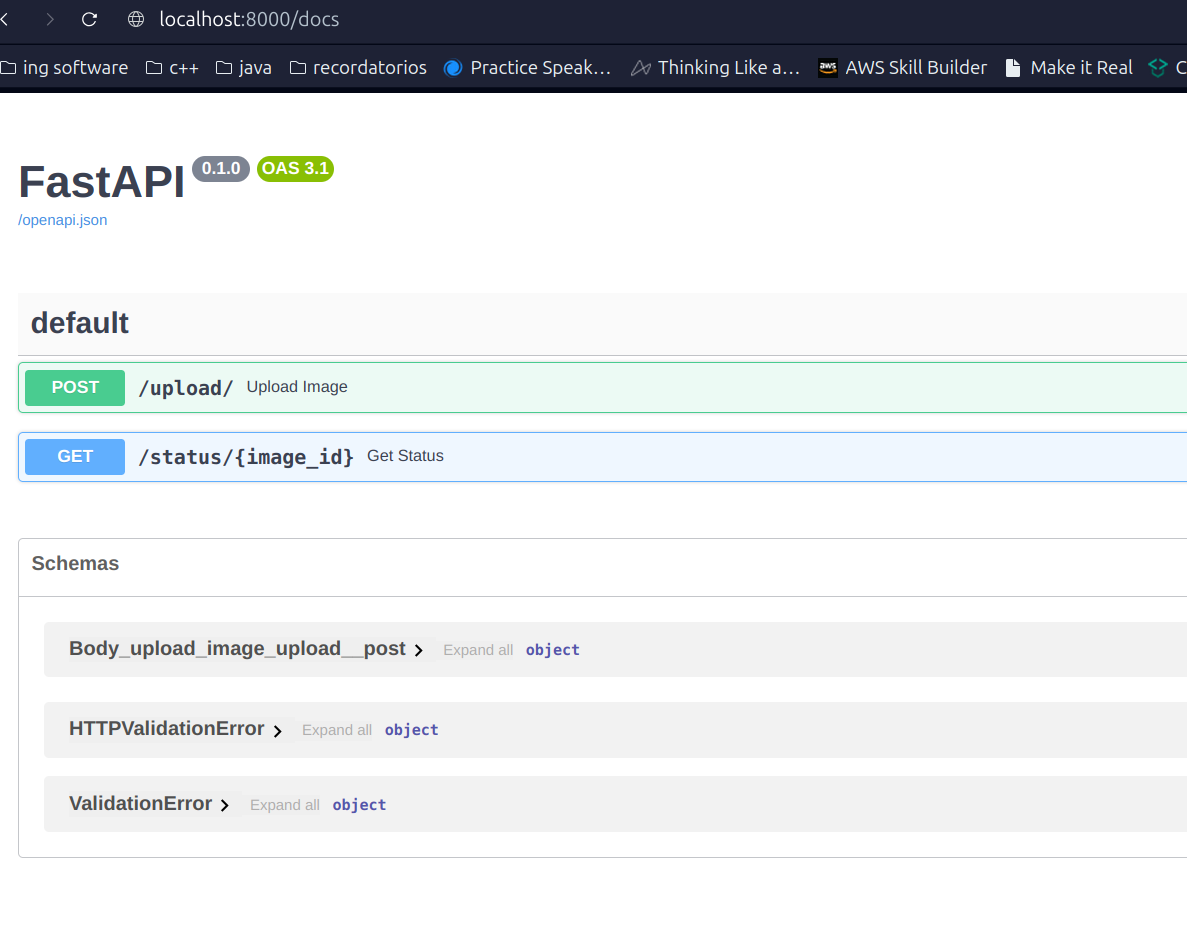 localhost:8000/docs
ing software c++ java recordatorios Practice Speak... Thinking Like a... aws AWS Skill Builder Make it Real C
FastAPI 0.1.0 OAS 3.1
/openapi.json
default
POST /upload/ Upload Image
GET /status/{image_id} Get Status
Schemas
Body_upload_image_upload__post Expand all object
HTTPValidationError Expand all object
ValidationError Expand all object